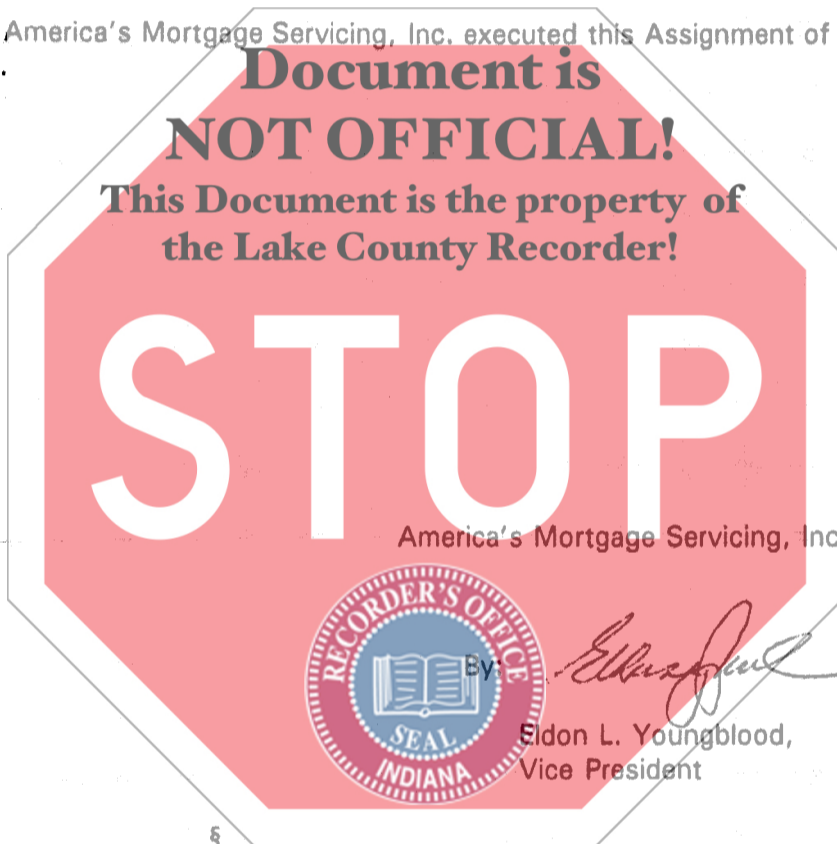 America's Mortgage Servicing, Inc. executed this Assignment of
Document is
NOT OFFICIAL!
This Document is the property of
the Lake County Recorder!
STOP
America's Mortgage Servicing, Inc
RECORDER'S OFFICE
SEAL
INDIANA
By:
Eldon L. Youngblood,
Vice President
§